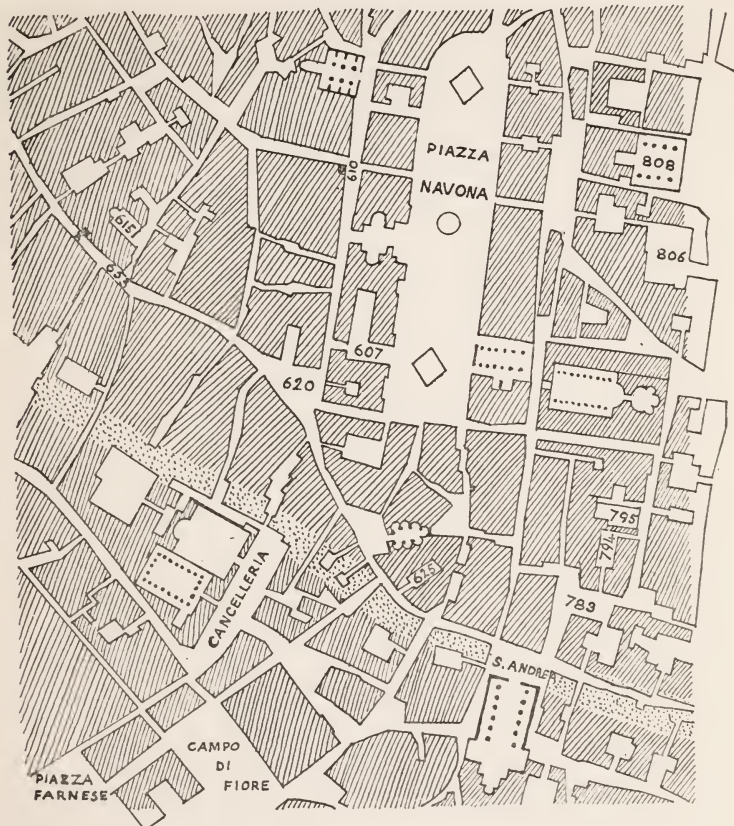 PIAZZA
NAVONA
808
610
615
806
653
607
620
795
794
625
783
CANCELLERIA
S. ANDREA
CAMPO
DI
FIORE
PIAZZA
FARNESE